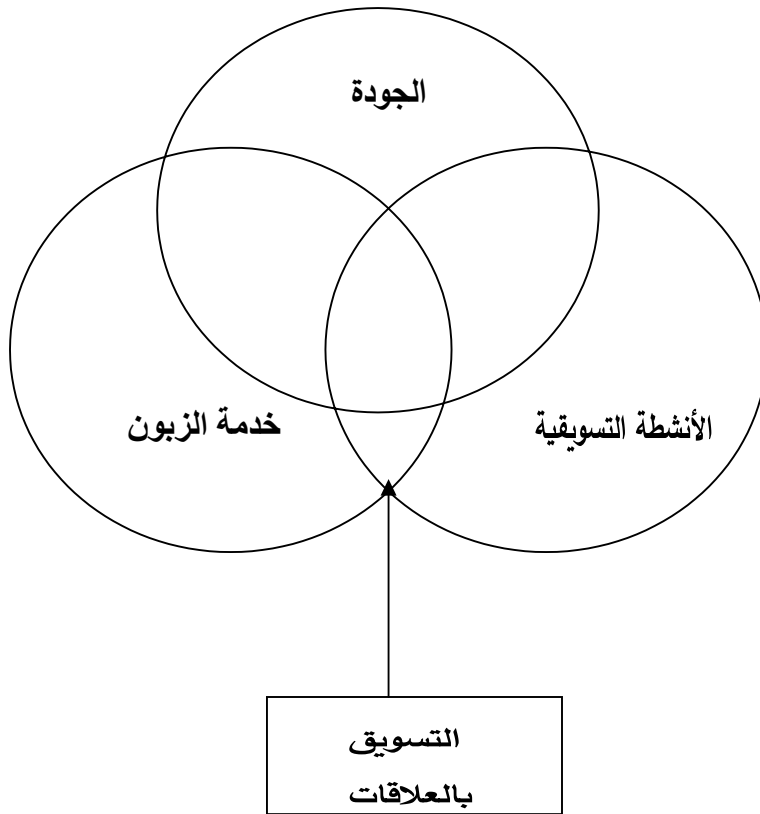 الجودة
خدمة الزبون
الأنشطة التسويقية
التسويق
بالعلاقات